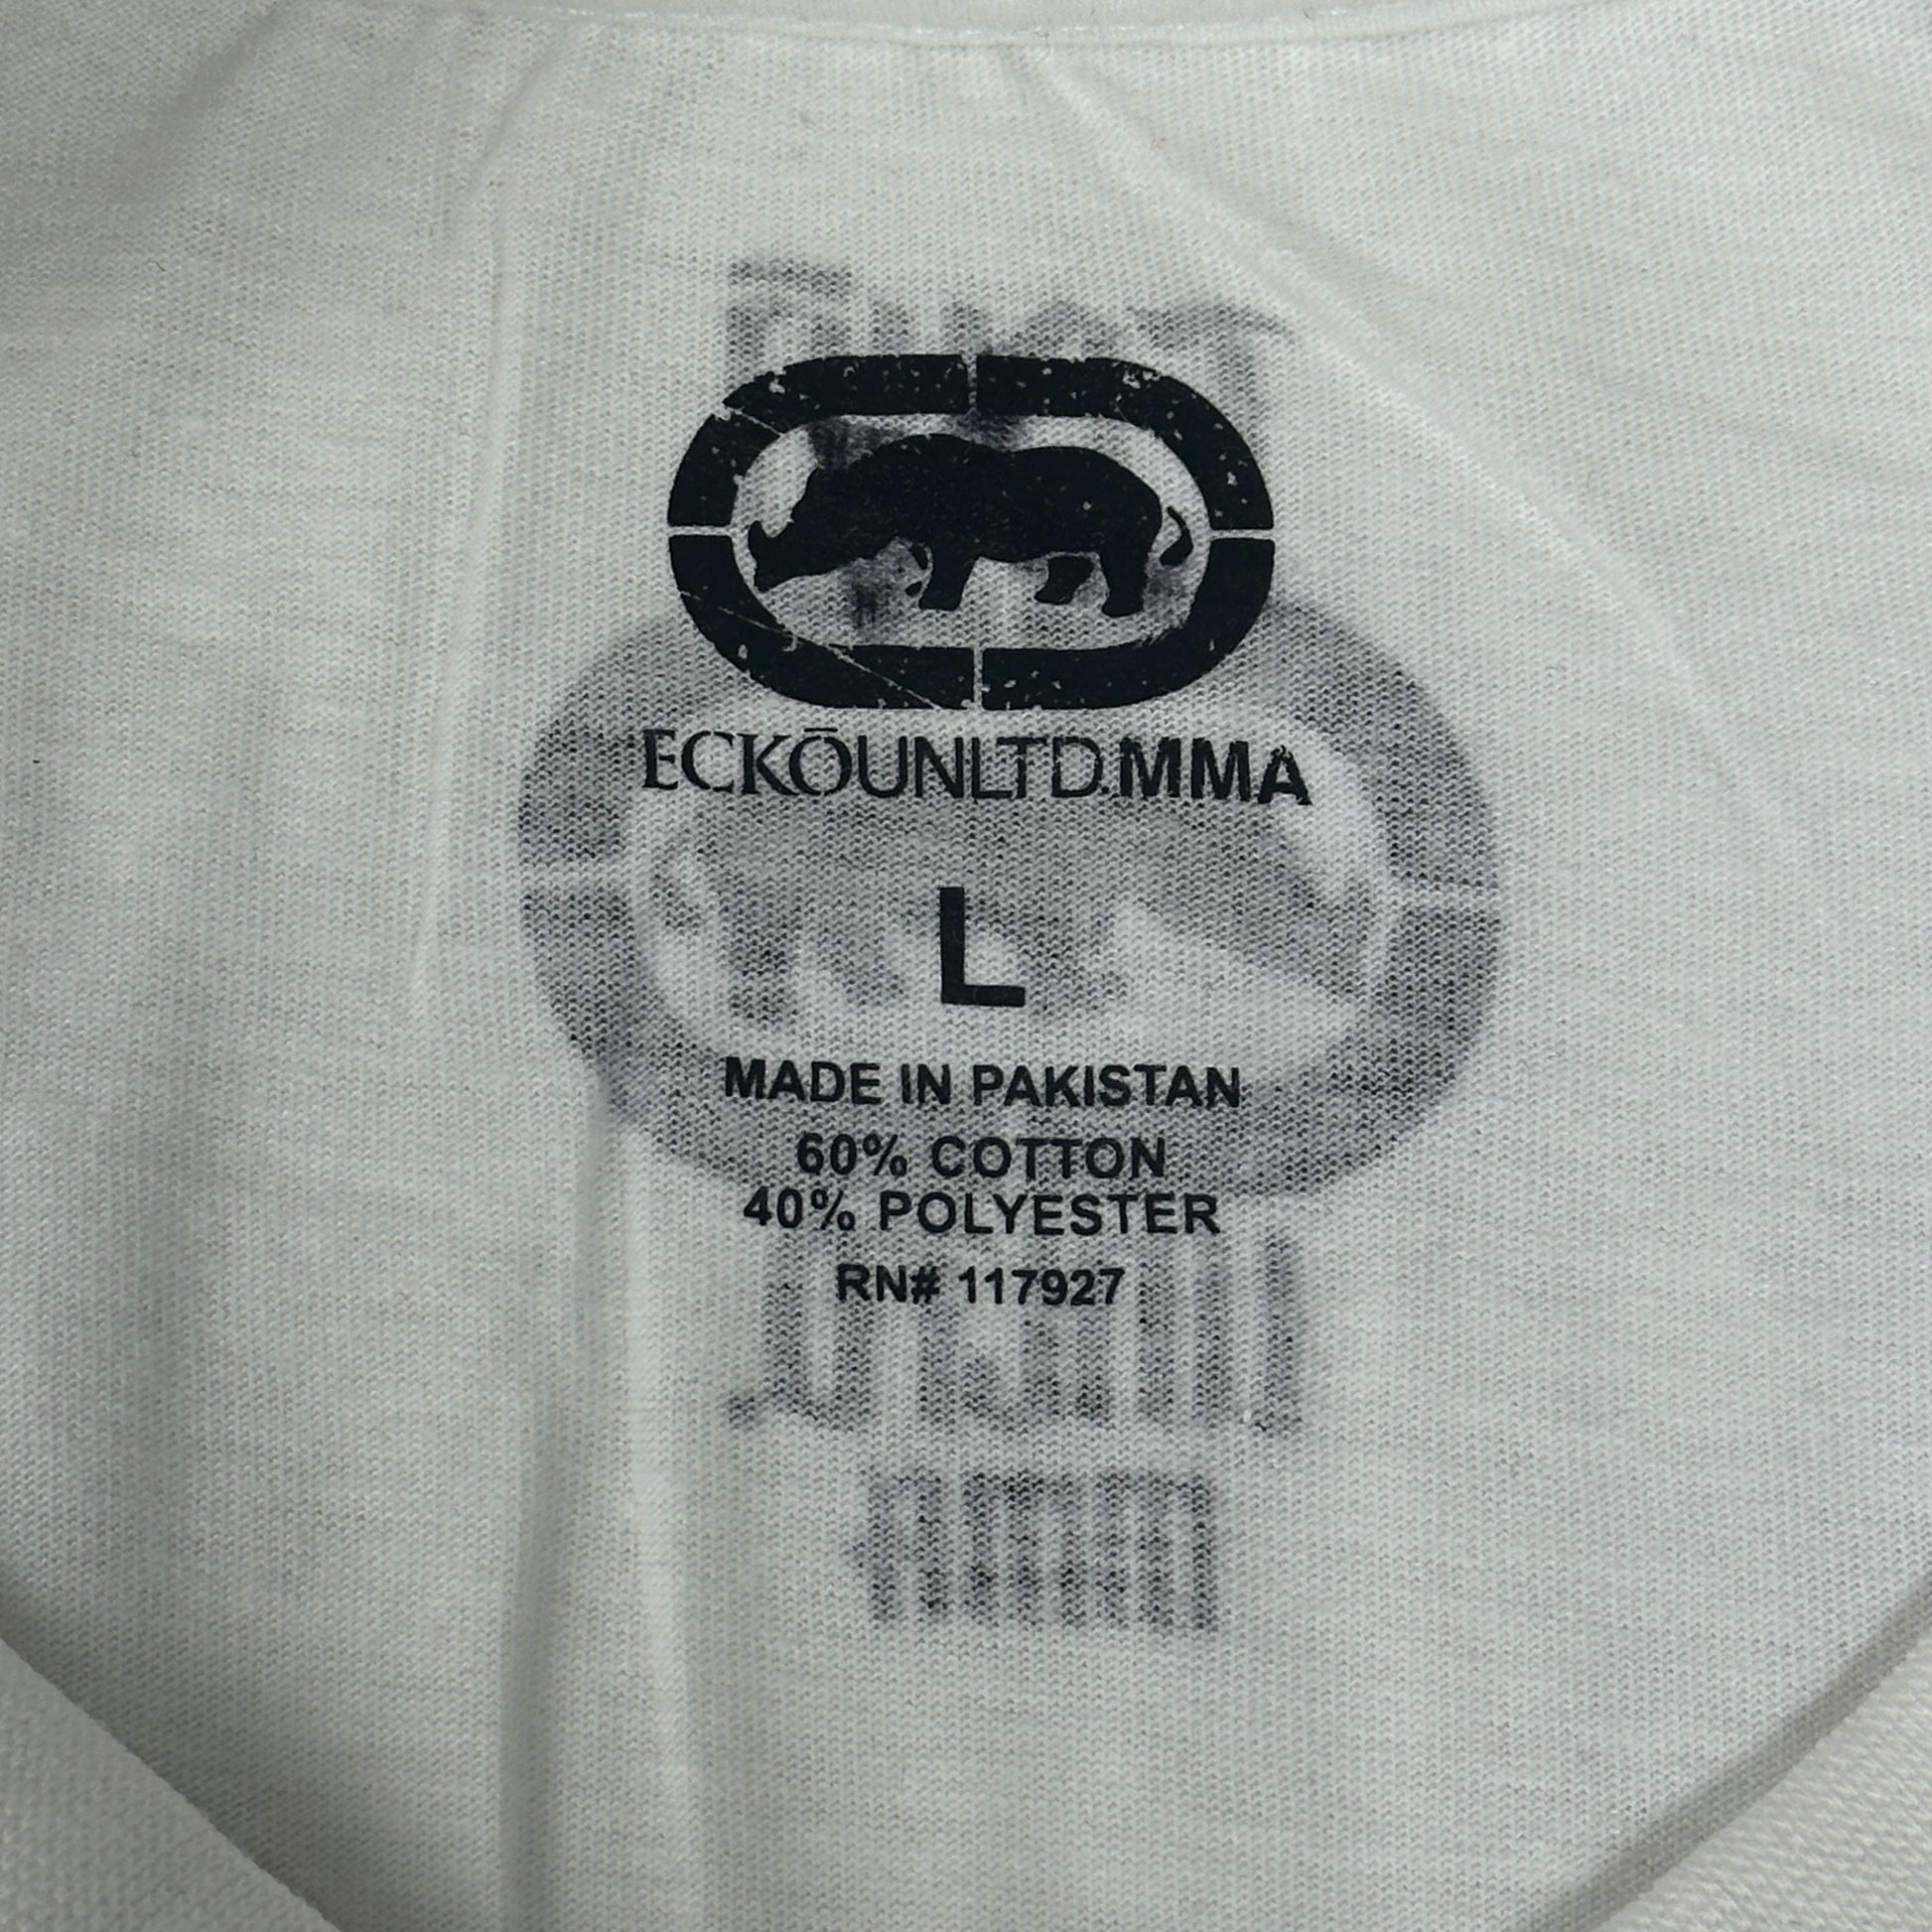 ECKŌUNLTD.MMA
L
MADE IN PAKISTAN
60% COTTON
40% POLYESTER
RN# 117927